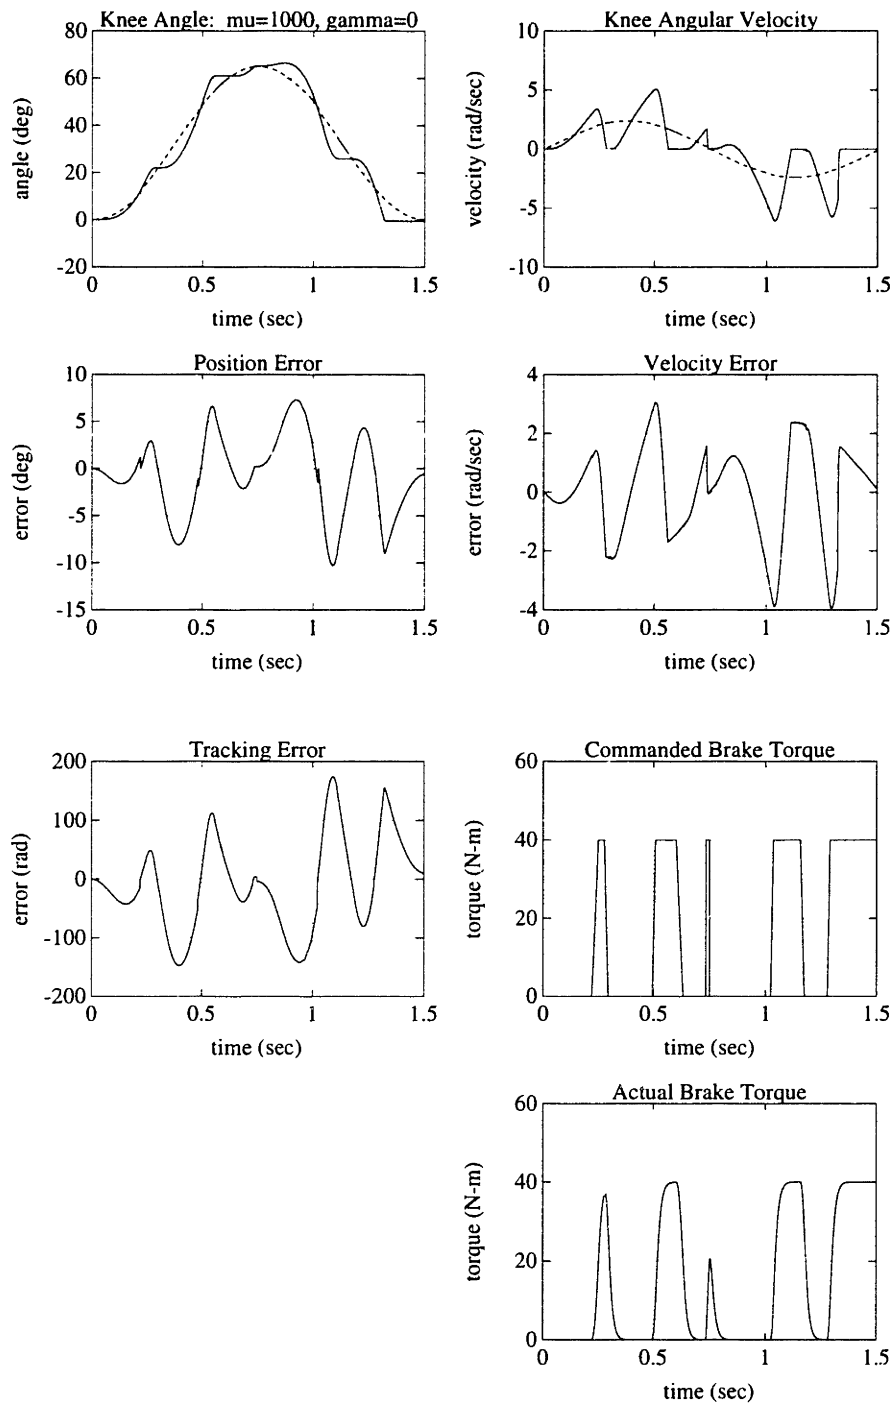 Knee Angle: mu=1000, gamma=0
80
60
40
20
0
-20
angle (deg)
0 0.5 1 1.5
time (sec)
Knee Angular Velocity
10
5
0
-5
-10
velocity (rad/sec)
0 0.5 1 1.5
time (sec)
Position Error
10
5
0
-5
-10
-15
error (deg)
0 0.5 1 1.5
time (sec)
Velocity Error
4
2
0
-2
-4
error (rad/sec)
0 0.5 1 1.5
time (sec)
Tracking Error
200
100
0
-100
-200
error (rad)
0 0.5 1 1.5
time (sec)
Commanded Brake Torque
60
40
20
0
torque (N-m)
0 0.5 1 1.5
time (sec)
Actual Brake Torque
60
40
20
0
torque (N-m)
0 0.5 1 1.5
time (sec)